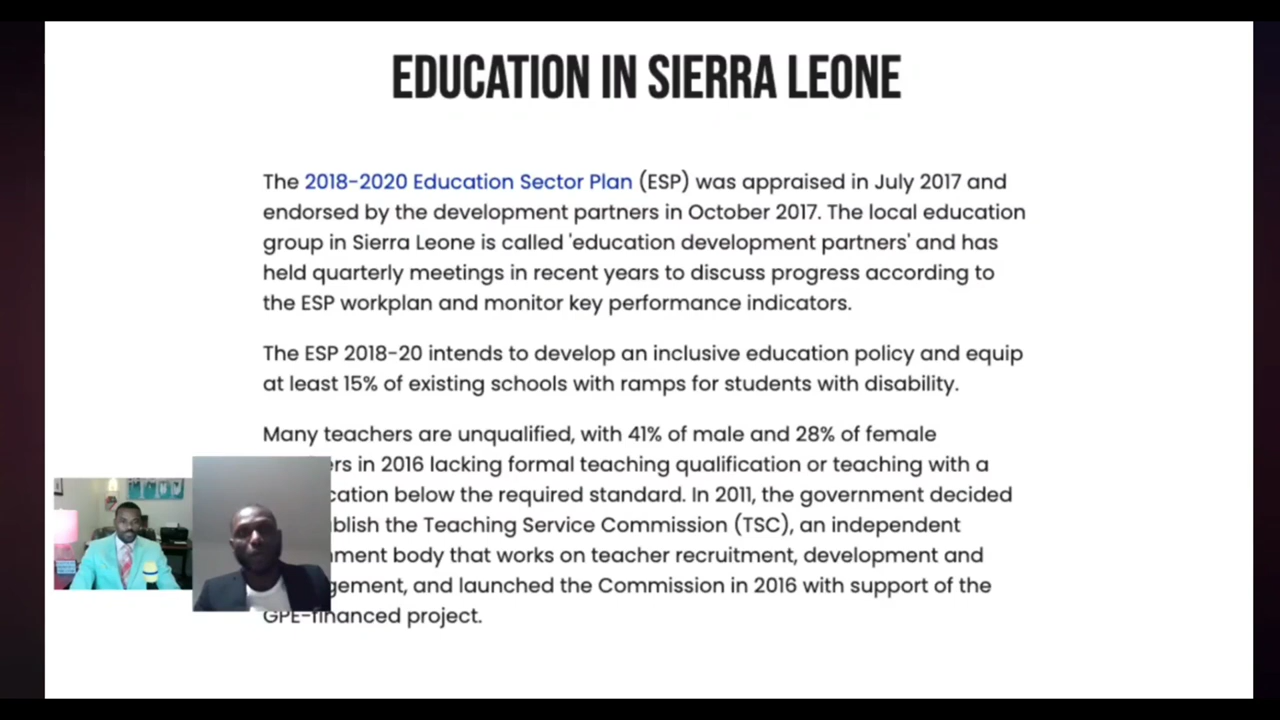 EDUCATION IN SIERRA LEONE
The 2018-2020 Education Sector Plan (ESP) was appraised in July 2017 and
endorsed by the development partners in October 2017. The local education
group in Sierra Leone is called 'education development partners' and has
held quarterly meetings in recent years to discuss progress according to
the ESP workplan and monitor key performance indicators.
The ESP 2018-20 intends to develop an inclusive education policy and equip
at least 15% of existing schools with ramps for students with disability.
Many teachers are unqualified, with 41% of male and 28% of female
in 2016 lacking formal teaching qualification or teaching with a
below the required standard. In 2011, the government decided
the Teaching Service Commission (TSC), an independent
body that works on teacher recruitment, development and
and launched the Commission in 2016 with support of the
GPE-financed project.